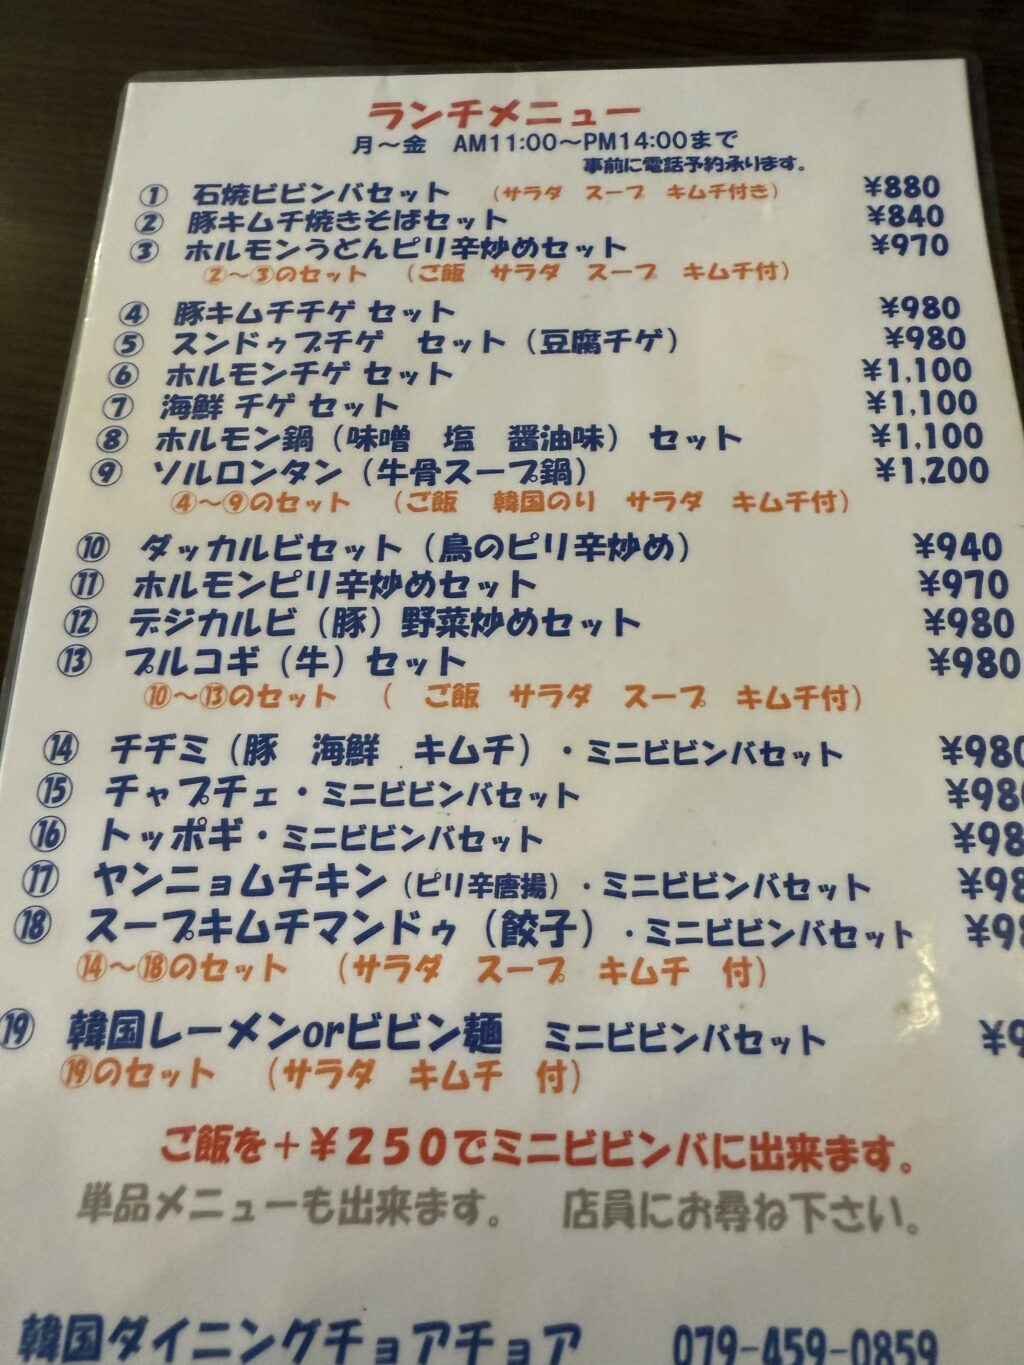 ランチメニュー
月～金　AM11:00～PM14:00まで
事前に電話予約承ります。
① 石焼ビビンバセット （サラダ スープ キムチ付き） ¥880
② 豚キムチ焼きそばセット ¥840
③ ホルモンうどんピリ辛炒めセット ¥970
②～③のセット （ご飯 サラダ スープ キムチ付）
④ 豚キムチチゲ セット ¥980
⑤ スンドゥブチゲ セット（豆腐チゲ） ¥980
⑥ ホルモンチゲ セット ¥1,100
⑦ 海鮮 チゲ セット ¥1,100
⑧ ホルモン鍋（味噌 塩 醤油味） セット ¥1,100
⑨ ソルロンタン（牛骨スープ鍋） ¥1,200
④～⑨のセット （ご飯 韓国のり サラダ キムチ付）
⑩ ダッカルビセット（鳥のピリ辛炒め） ¥940
⑪ ホルモンピリ辛炒めセット ¥970
⑫ デジカルビ（豚）野菜炒めセット ¥980
⑬ プルコギ（牛）セット ¥980
⑩～⑬のセット （ ご飯 サラダ スープ キムチ付）
⑭ チヂミ（豚 海鮮 キムチ）・ミニビビンバセット ¥980
⑮ チャプチェ・ミニビビンバセット ¥980
⑯ トッポギ・ミニビビンバセット ¥98
⑰ ヤンニョムチキン（ピリ辛唐揚）・ミニビビンバセット ¥98
⑱ スープキムチマンドゥ（餃子）・ミニビビンバセット ¥98
⑭～⑱のセット （サラダ スープ キムチ 付）
⑲ 韓国レーメンorビビン麺 ミニビビンバセット ¥9
⑲のセット （サラダ キムチ 付）
ご飯を＋¥２５０でミニビビンバに出来ます。
単品メニューも出来ます。 店員にお尋ね下さい。
韓国ダイニングチョアチョア 079-459-0859